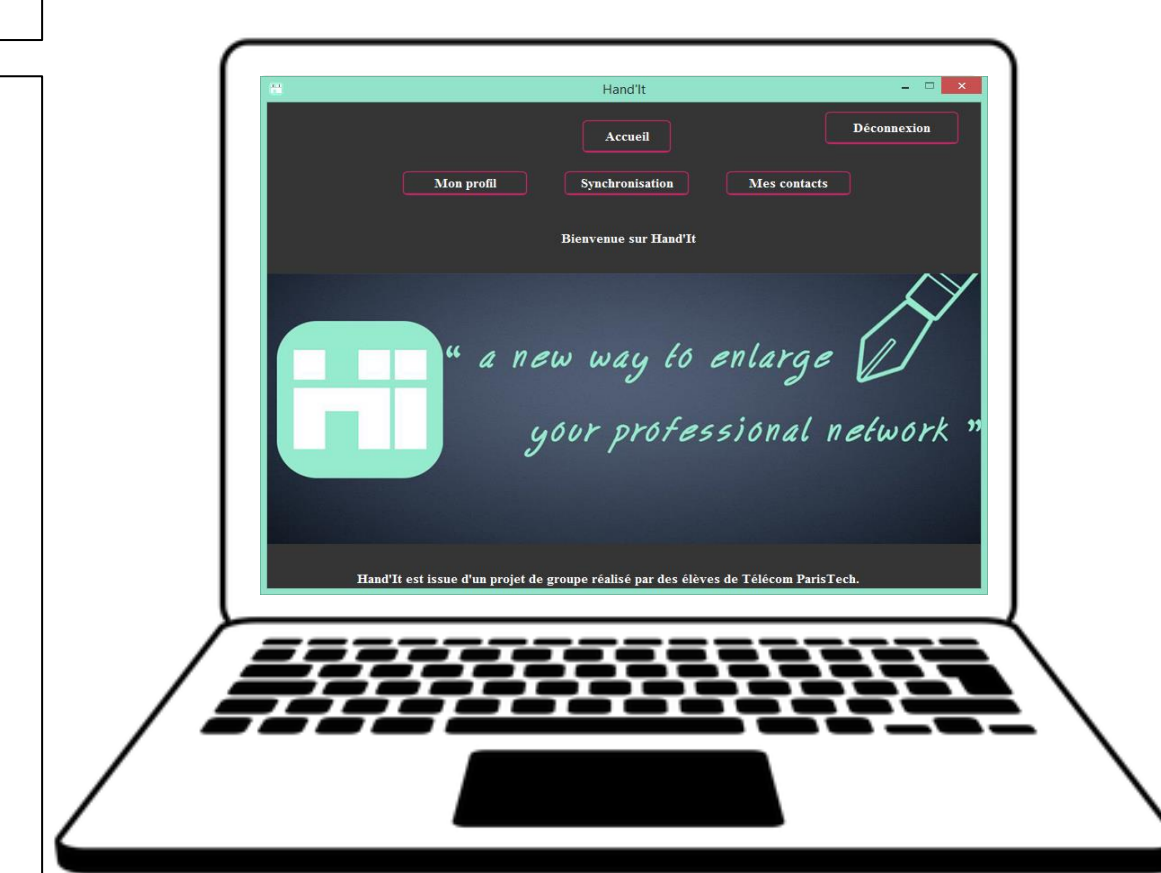 Hand'It
Accueil
Déconnexion
Mon profil
Synchronisation
Mes contacts
Bienvenue sur Hand'It
Hi
“ a new way to enlarge
your professional network ”
Hand'It est issue d'un projet de groupe réalisé par des élèves de Télécom ParisTech.